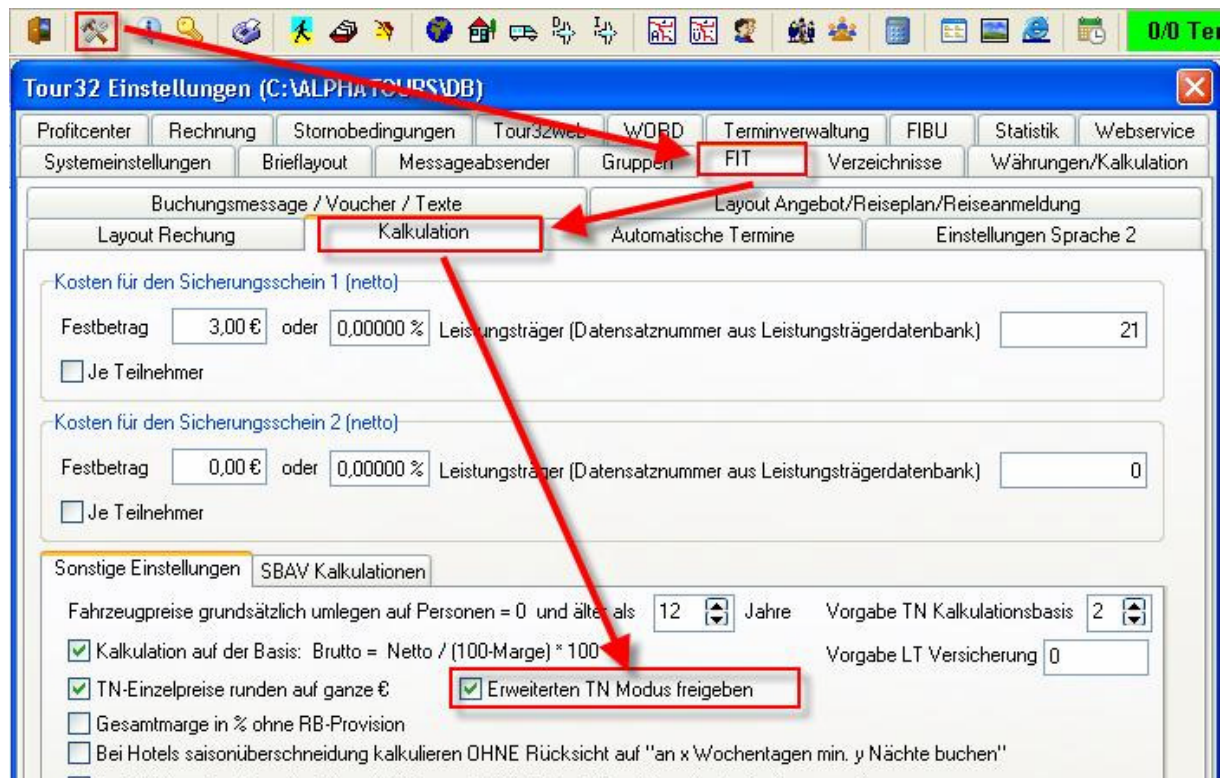 0/0 Ter
Tour32 Einstellungen (C:\ALPHATOURS\DB)
Profitcenter Rechnung Stornobedingungen Tour32web WORD Terminverwaltung FIBU Statistik Webservice
Systemeinstellungen Brieflayout Messageabsender Gruppen FIT Verzeichnisse Währungen/Kalkulation
Buchungsmessage / Voucher / Texte Layout Angebot/Reiseplan/Reiseanmeldung
Layout Rechung Kalkulation Automatische Termine Einstellungen Sprache 2
Kosten für den Sicherungsschein 1 (netto)
Festbetrag 3,00 € oder 0,00000 % Leistungsträger (Datensatznummer aus Leistungsträgerdatenbank) 21
Je Teilnehmer
Kosten für den Sicherungsschein 2 (netto)
Festbetrag 0,00 € oder 0,00000 % Leistungsträger (Datensatznummer aus Leistungsträgerdatenbank) 0
Je Teilnehmer
Sonstige Einstellungen SBAV Kalkulationen
Fahrzeugpreise grundsätzlich umlegen auf Personen = 0 und älter als 12 Jahre Vorgabe TN Kalkulationsbasis 2
Kalkulation auf der Basis: Brutto = Netto / (100-Marge) * 100 Vorgabe LT Versicherung 0
TN-Einzelpreise runden auf ganze € Erweiterten TN Modus freigeben
Gesamtmarge in % ohne RB-Provision
Bei Hotels saisonüberschneidung kalkulieren OHNE Rücksicht auf "an x Wochentagen min. y Nächte buchen"